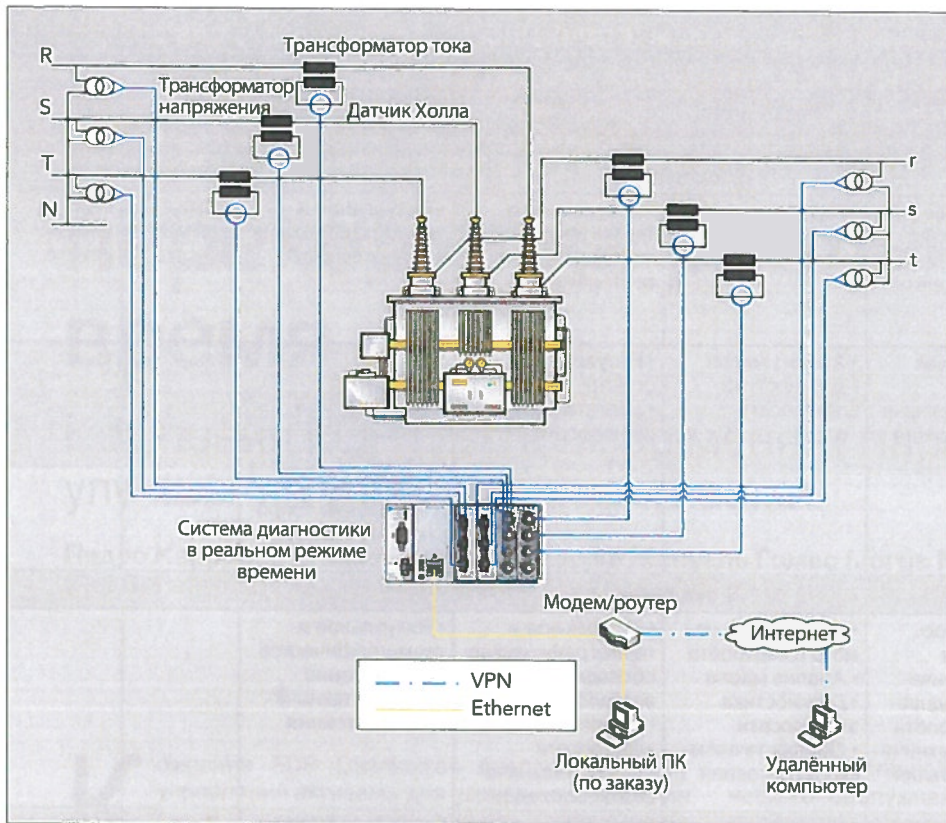 Трансформатор тока
R
Трансформатор
напряжения
S
Датчик Холла
T
N
r
s
t
Система диагностики
в реальном режиме
времени
Модем/роутер
Интернет
VPN
Ethernet
Локальный ПК
(по заказу)
Удалённый
компьютер